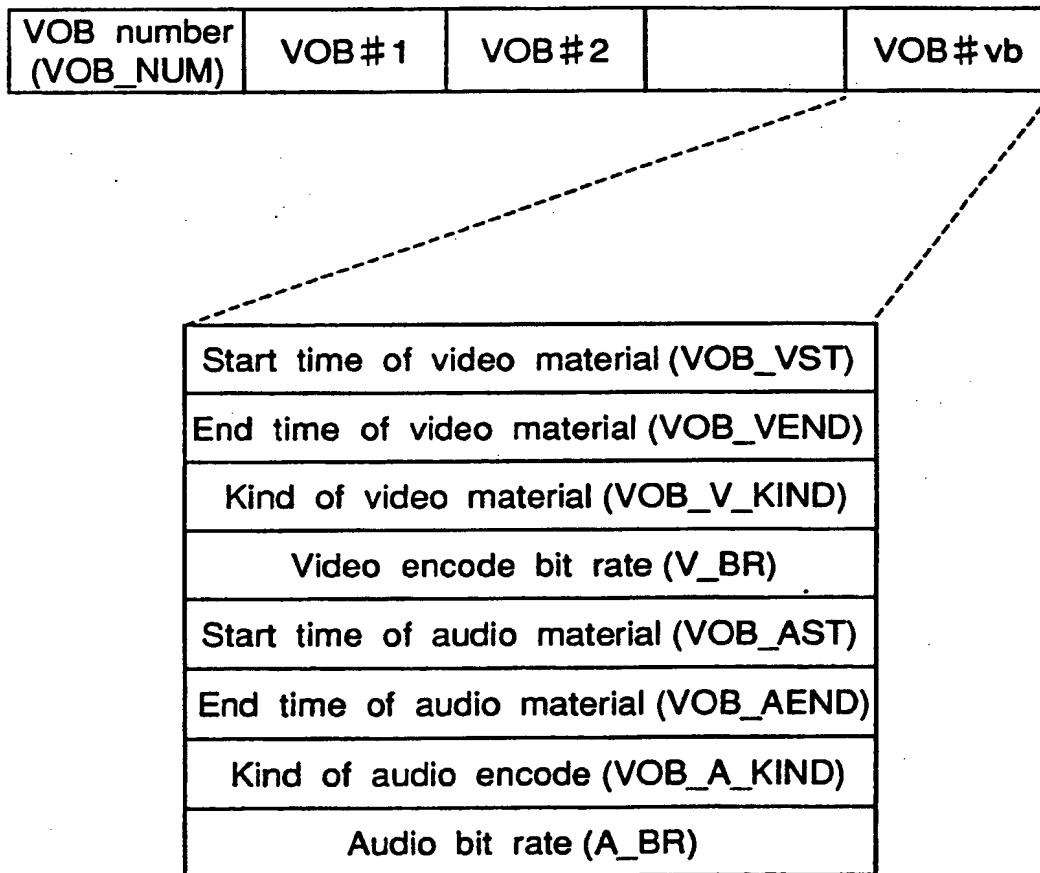 VOB number
(VOB_NUM)
VOB#1
VOB#2
VOB#vb
Start time of video material (VOB_VST)
End time of video material (VOB_VEND)
Kind of video material (VOB_V_KIND)
Video encode bit rate (V_BR)
Start time of audio material (VOB_AST)
End time of audio material (VOB_AEND)
Kind of audio encode (VOB_A_KIND)
Audio bit rate (A_BR)